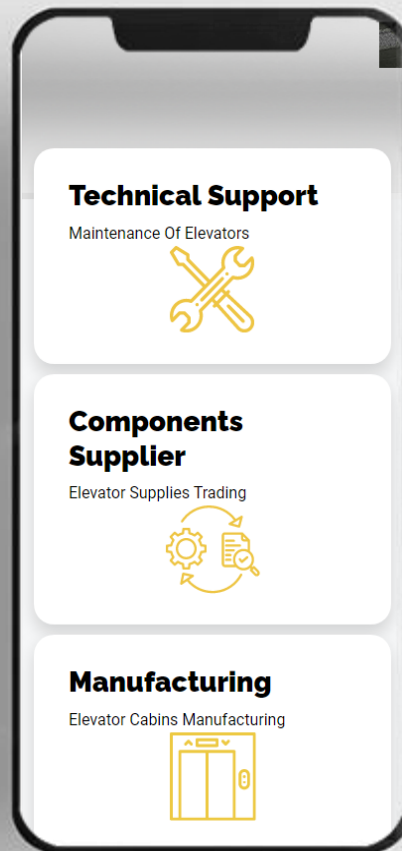 Technical Support
Maintenance Of Elevators
Components
Supplier
Elevator Supplies Trading
Manufacturing
Elevator Cabins Manufacturing